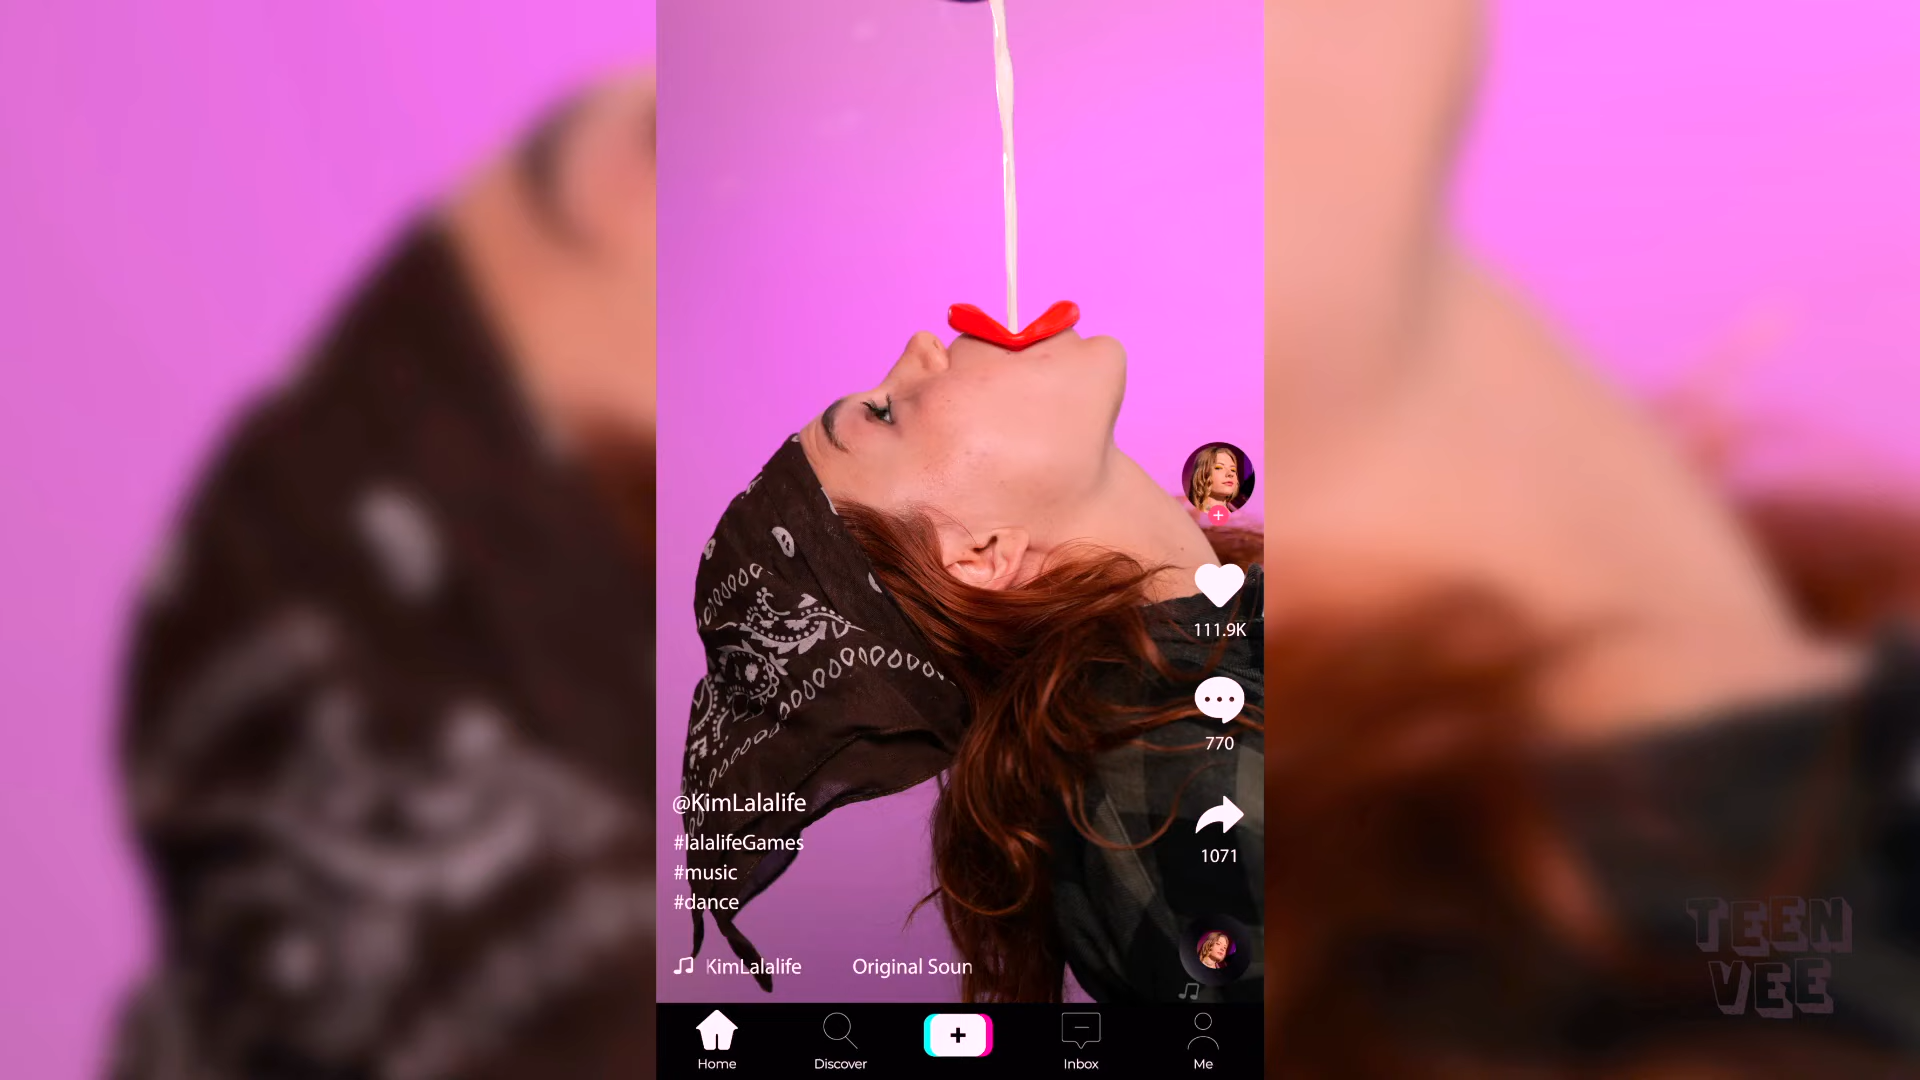 111.9K
770
@KimLalalife
#lalalifeGames
1071
#music
#dance
KimLalalife Original Soun
Home Discover Inbox Me
TEEN
VEE